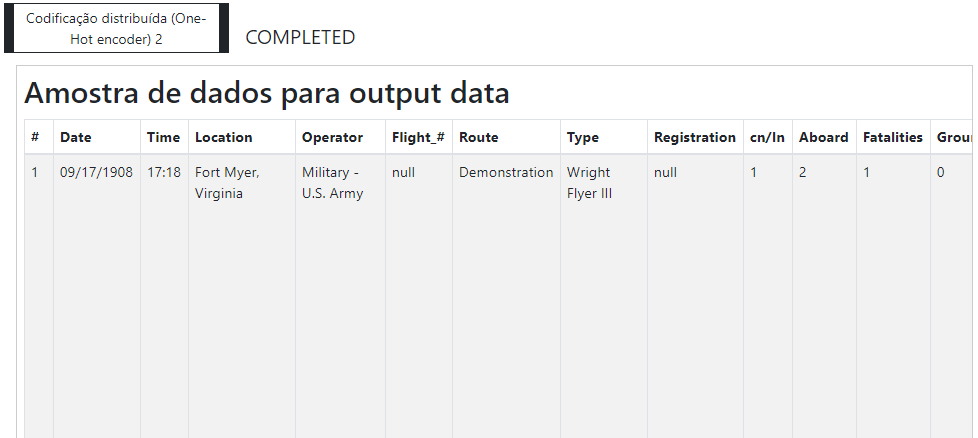 Codificação distribuída (One-
Hot encoder) 2
COMPLETED
Amostra de dados para output data
# Date Time Location Operator Flight_# Route Type Registration cn/In Aboard Fatalities Grou
1 09/17/1908 17:18 Fort Myer, Military - null Demonstration Wright null 1 2 1 0
Virginia U.S. Army Flyer III